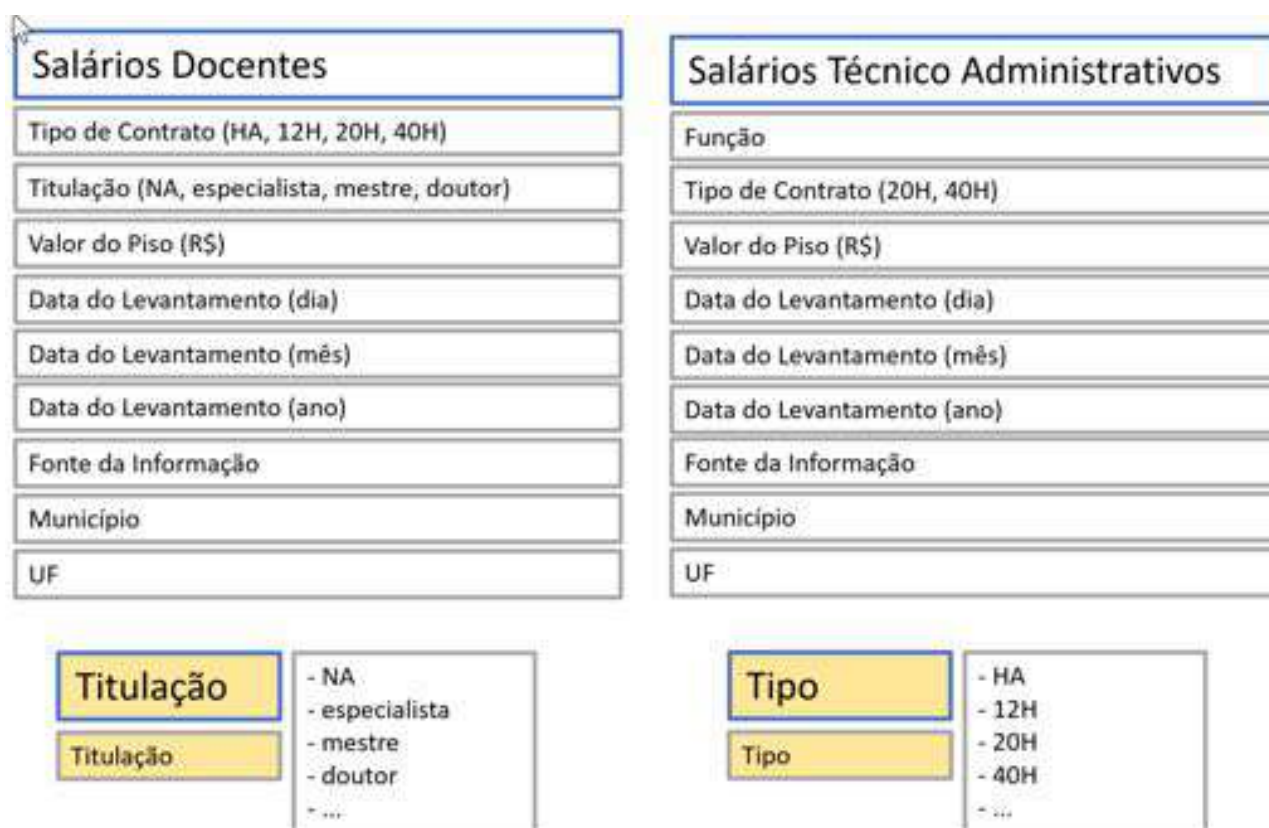 Salários Docentes
Tipo de Contrato (HA, 12H, 20H, 40H)
Titulação (NA, especialista, mestre, doutor)
Valor do Piso (R$)
Data do Levantamento (dia)
Data do Levantamento (mês)
Data do Levantamento (ano)
Fonte da Informação
Município
UF
Salários Técnico Administrativos
Função
Tipo de Contrato (20H, 40H)
Valor do Piso (R$)
Data do Levantamento (dia)
Data do Levantamento (mês)
Data do Levantamento (ano)
Fonte da Informação
Município
UF
Titulação
Titulação
- NA
- especialista
- mestre
- doutor
- ...
Tipo
Tipo
- HA
- 12H
- 20H
- 40H
- ...